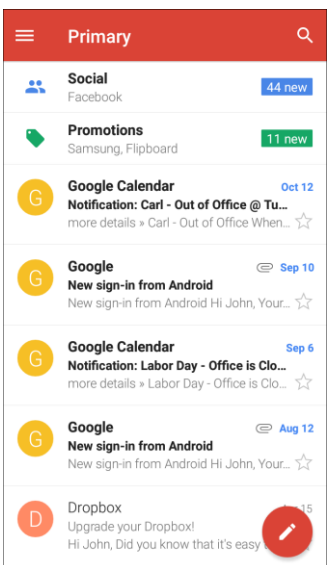 Primary
Social
44 new
Facebook
Promotions
11 new
Samsung, Flipboard
G
Google Calendar
Oct 12
Notification: Carl - Out of Office @ Tu...
more details » Carl - Out of Office When...
G
Google
Sep 10
New sign-in from Android
New sign-in from Android Hi John, Your...
G
Google Calendar
Sep 6
Notification: Labor Day - Office is Clo...
more details » Labor Day - Office is Clo...
G
Google
Aug 12
New sign-in from Android
New sign-in from Android Hi John, Your...
D
Dropbox
15
Upgrade your Dropbox!
Hi John, Did you know that it's easy